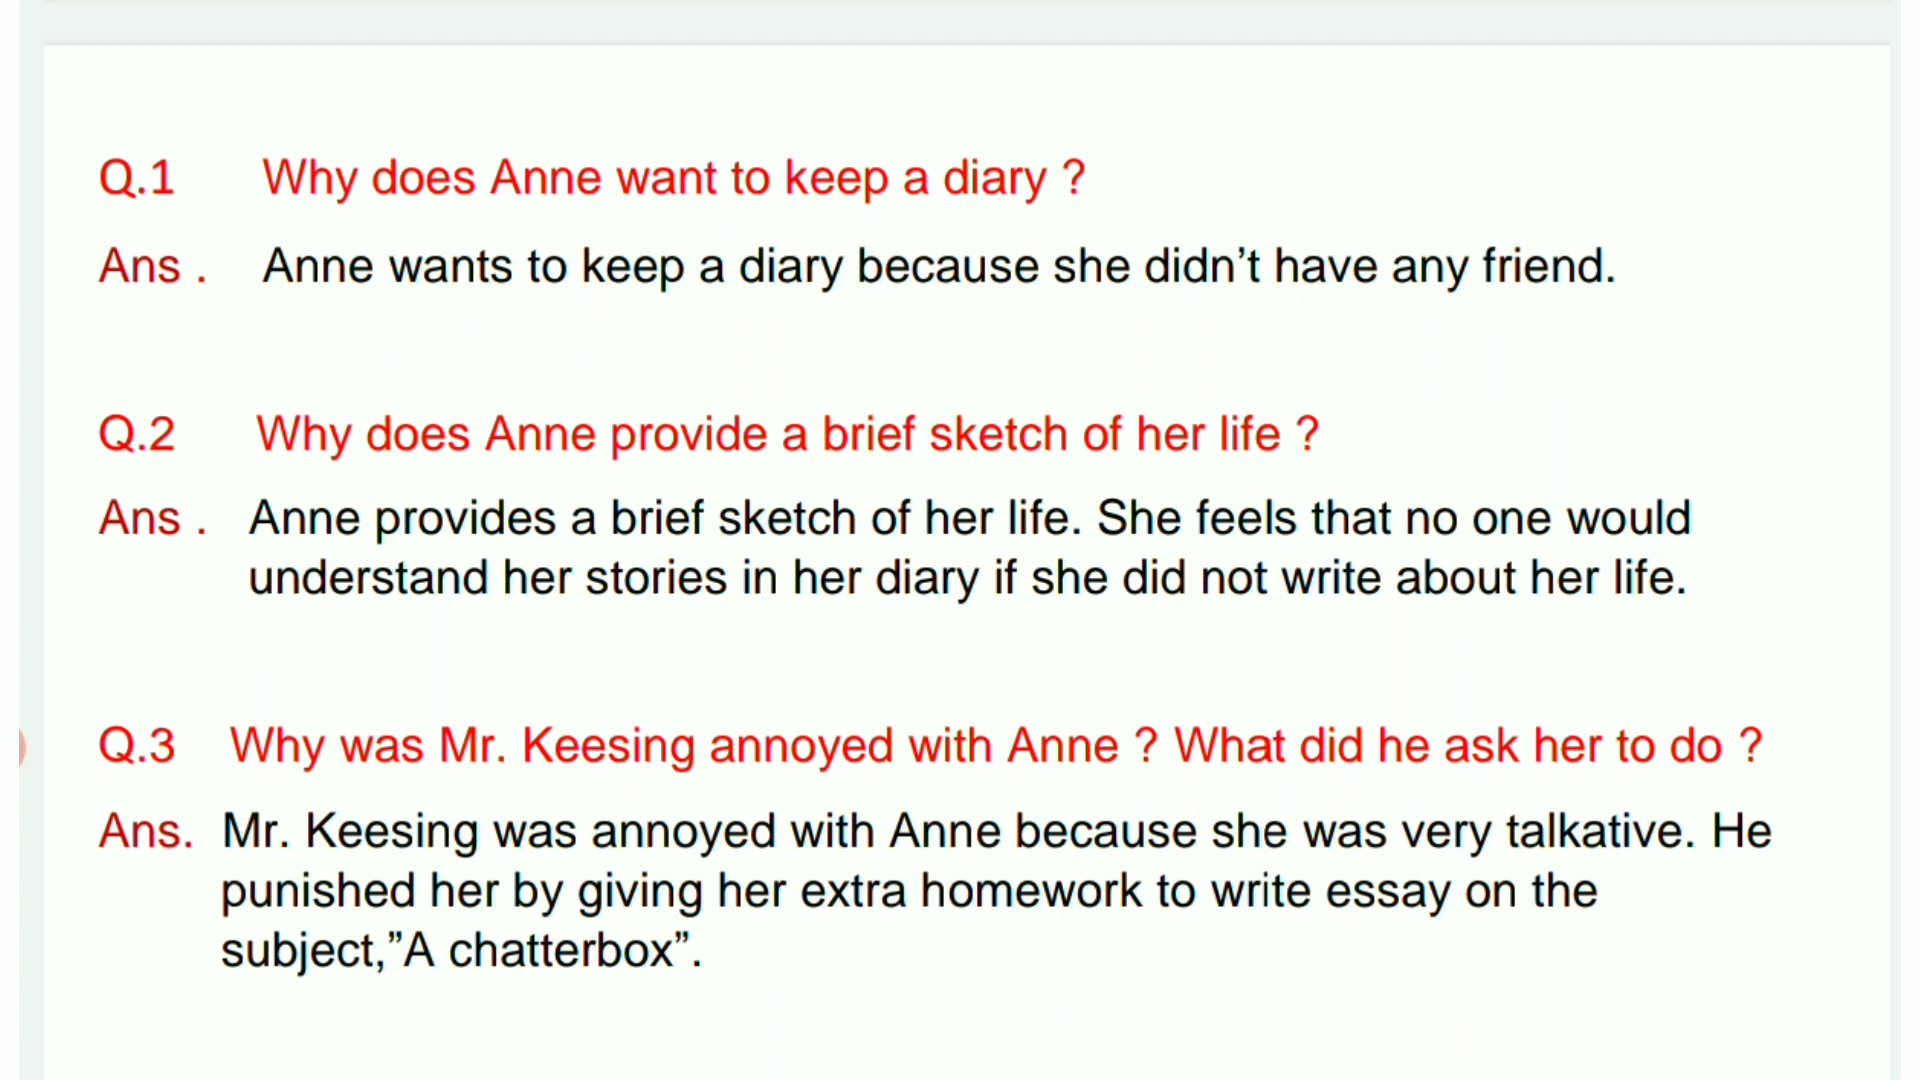 Q.1 Why does Anne want to keep a diary ?
Ans . Anne wants to keep a diary because she didn’t have any friend.
Q.2 Why does Anne provide a brief sketch of her life ?
Ans . Anne provides a brief sketch of her life. She feels that no one would
understand her stories in her diary if she did not write about her life.
Q.3 Why was Mr. Keesing annoyed with Anne ? What did he ask her to do ?
Ans. Mr. Keesing was annoyed with Anne because she was very talkative. He
punished her by giving her extra homework to write essay on the
subject,”A chatterbox”.